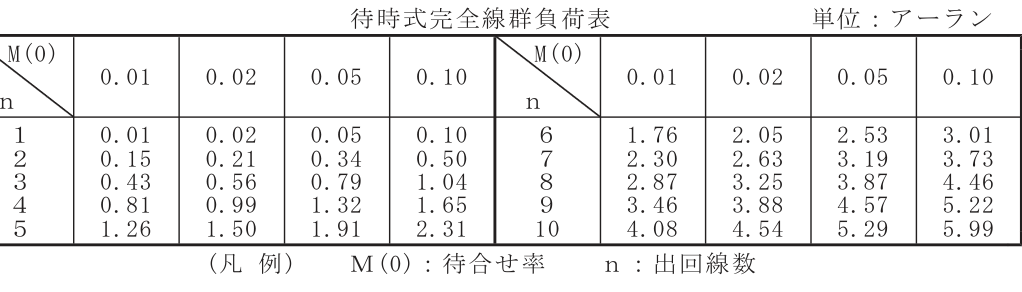 待時式完全線群負荷表 単位：アーラン
M(0) 0.01 0.02 0.05 0.10 M(0) 0.01 0.02 0.05 0.10
n n
1 0.01 0.02 0.05 0.10 6 1.76 2.05 2.53 3.01
2 0.15 0.21 0.34 0.50 7 2.30 2.63 3.19 3.73
3 0.43 0.56 0.79 1.04 8 2.87 3.25 3.87 4.46
4 0.81 0.99 1.32 1.65 9 3.46 3.88 4.57 5.22
5 1.26 1.50 1.91 2.31 10 4.08 4.54 5.29 5.99
(凡 例) M(0)：待合せ率 n：出回線数